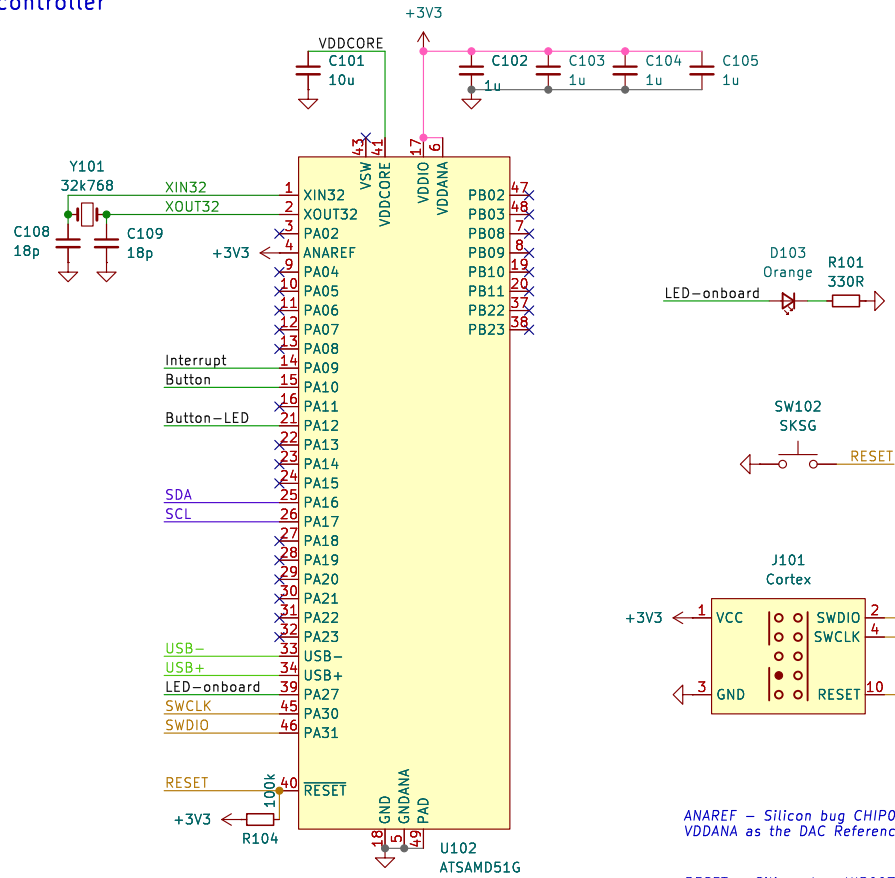 controller
+3V3
VDDCORE
C101
10u
C102
1u
C103
1u
C104
1u
C105
1u
43
41
17
6
VSW
VDDCORE
VDDIO
VDDANA
Y101
32k768
XIN32
XOUT32
C108
18p
C109
18p
+3V3
1 XIN32
2 XOUT32
3 PA02
4 ANAREF
9 PA04
10 PA05
11 PA06
12 PA07
13 PA08
Interrupt 14 PA09
Button 15 PA10
16 PA11
Button-LED 21 PA12
22 PA13
23 PA14
24 PA15
SDA 25 PA16
SCL 26 PA17
27 PA18
28 PA19
29 PA20
30 PA21
31 PA22
32 PA23
USB- 33 USB-
USB+ 34 USB+
LED-onboard 39 PA27
SWCLK 45 PA30
SWDIO 46 PA31
RESET 40 RESET
100k
+3V3
R104
PB02 47
PB03 48
PB08 7
PB09 8
PB10 19
PB11 20
PB22 37
PB23 38
GND
GNDANA
PAD
18
5
49
U102
ATSAMD51G
D103
Orange
R101
330R
LED-onboard
SW102
SKSG
RESET
J101
Cortex
+3V3
1 VCC
SWDIO 2
SWCLK 4
3 GND
RESET 10
ANAREF - Silicon bug CHIP0
VDDANA as the DAC Referenc